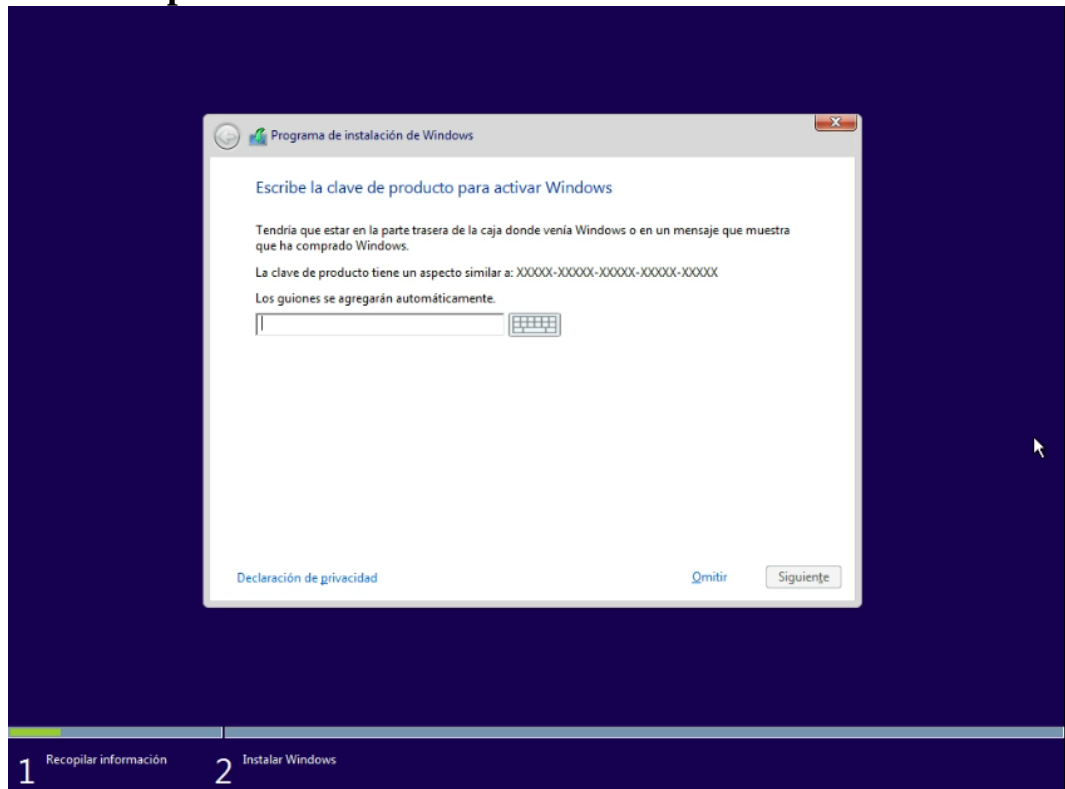 Programa de instalación de Windows
Escribe la clave de producto para activar Windows
Tendría que estar en la parte trasera de la caja donde venía Windows o en un mensaje que muestra
que ha comprado Windows.
La clave de producto tiene un aspecto similar a: XXXXX-XXXXX-XXXXX-XXXXX-XXXXX
Los guiones se agregarán automáticamente.
Declaración de privacidad
Omitir
Siguiente
1 Recopilar información
2 Instalar Windows